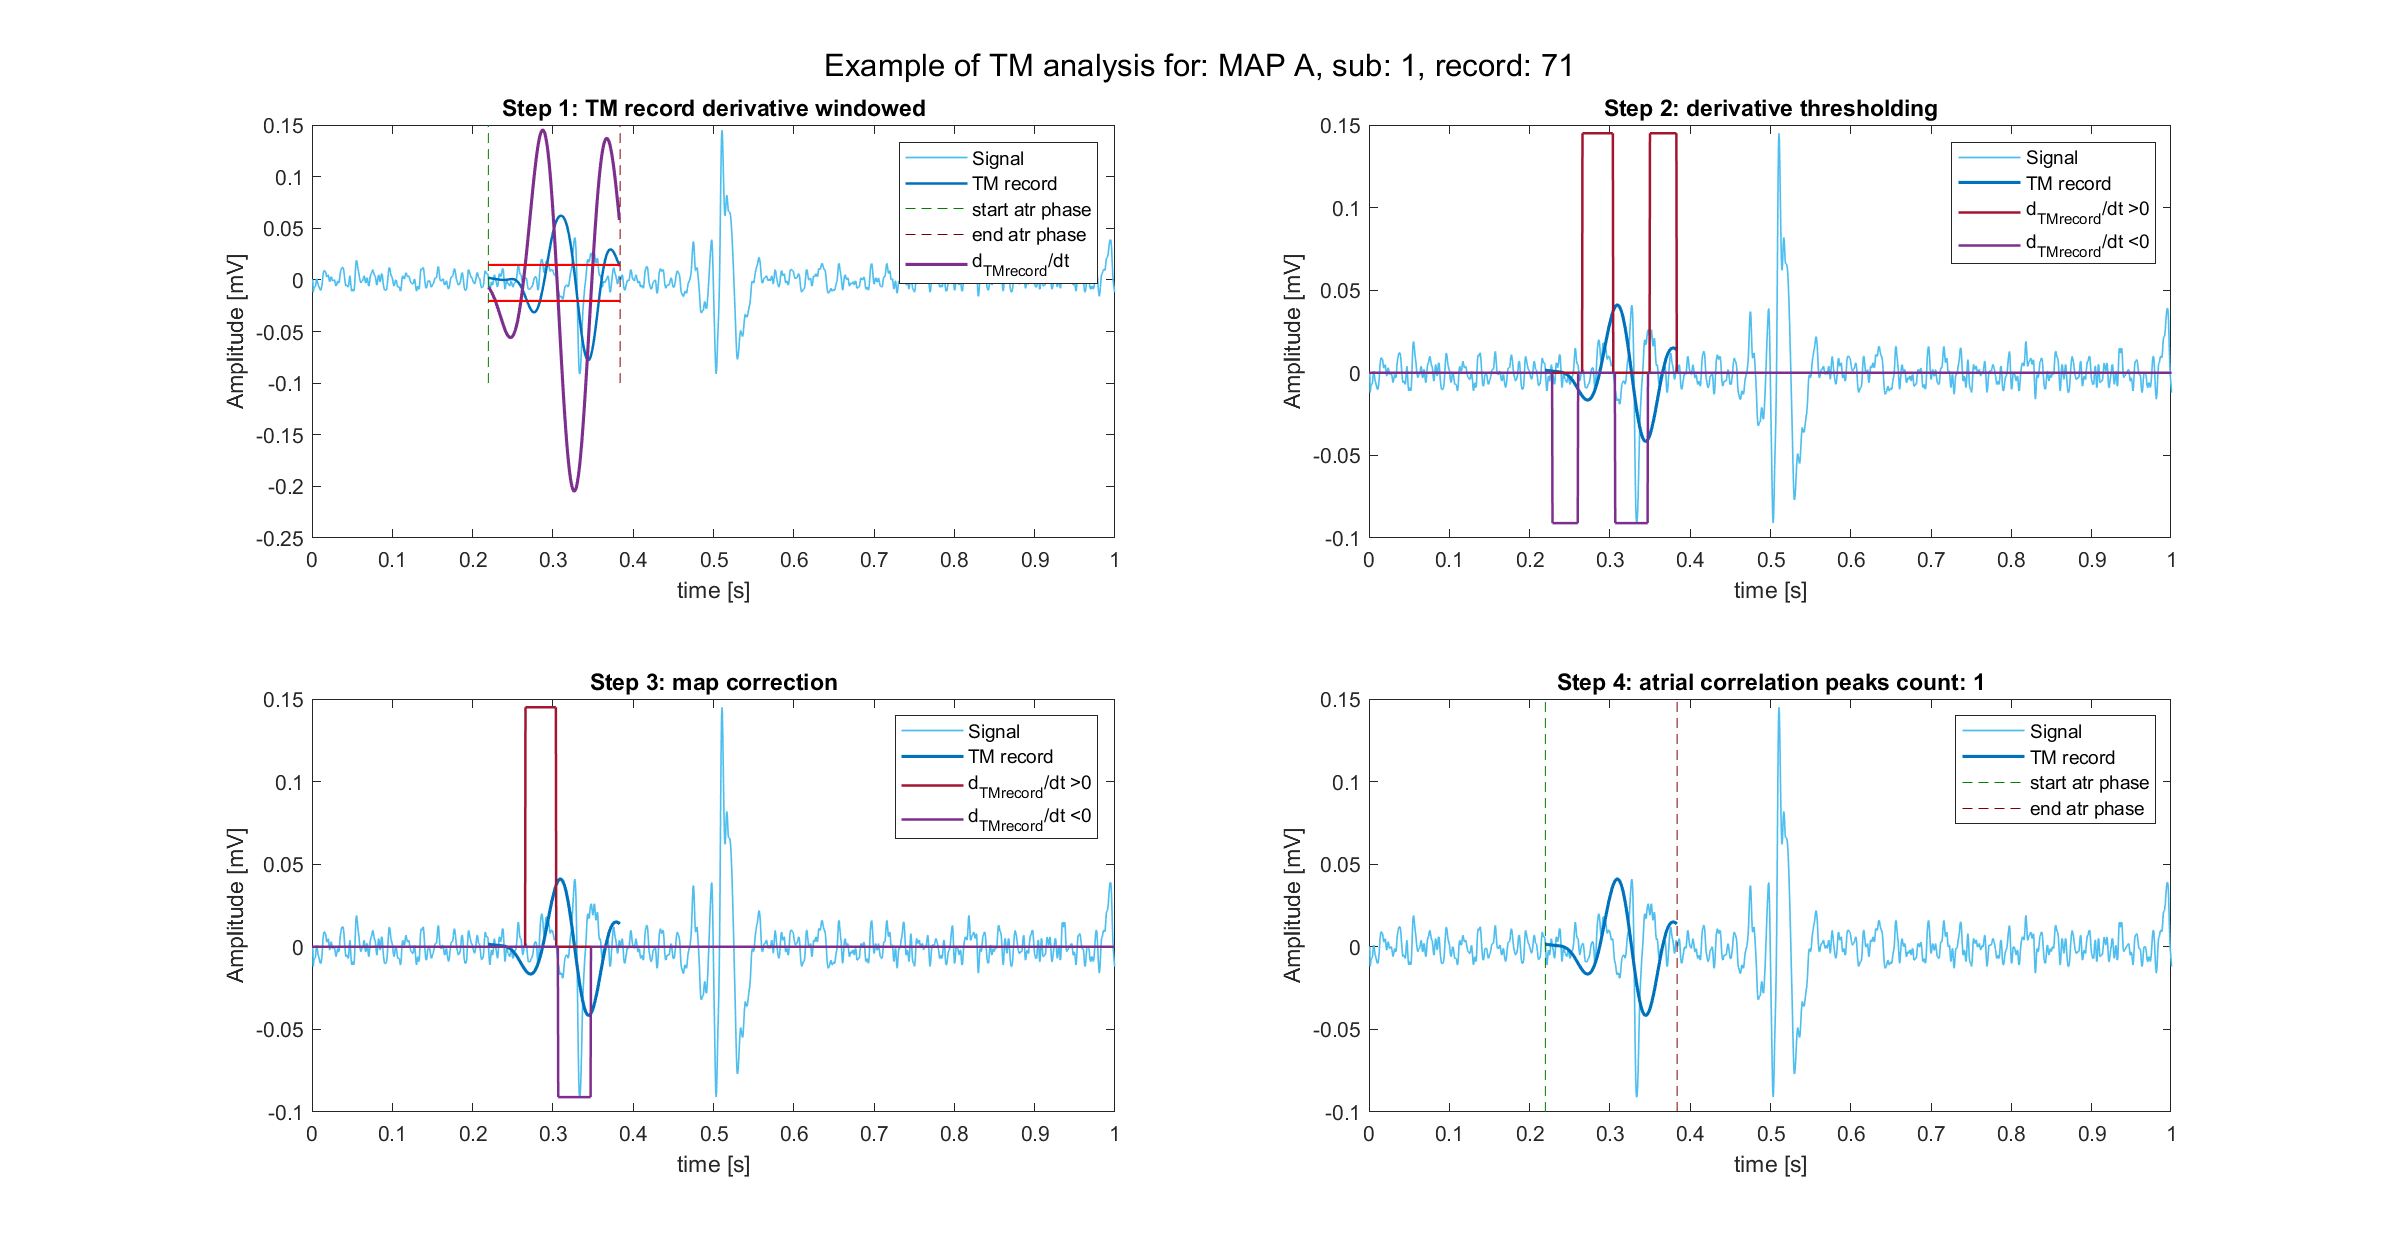 Example of TM analysis for: MAP A, sub: 1, record: 71
Step 1: TM record derivative windowed
0.15
0.1
0.05
0
-0.05
-0.1
-0.15
-0.2
-0.25
Amplitude [mV]
0 0.1 0.2 0.3 0.4 0.5 0.6 0.7 0.8 0.9 1
time [s]
Signal
TM record
start atr phase
end atr phase
dTMrecord/dt
Step 2: derivative thresholding
0.15
0.1
0.05
0
-0.05
-0.1
Amplitude [mV]
0 0.1 0.2 0.3 0.4 0.5 0.6 0.7 0.8 0.9 1
time [s]
Signal
TM record
dTMrecord/dt >0
dTMrecord/dt <0
Step 3: map correction
0.15
0.1
0.05
0
-0.05
-0.1
Amplitude [mV]
0 0.1 0.2 0.3 0.4 0.5 0.6 0.7 0.8 0.9 1
time [s]
Signal
TM record
dTMrecord/dt >0
dTMrecord/dt <0
Step 4: atrial correlation peaks count: 1
0.15
0.1
0.05
0
-0.05
-0.1
Amplitude [mV]
0 0.1 0.2 0.3 0.4 0.5 0.6 0.7 0.8 0.9 1
time [s]
Signal
TM record
start atr phase
end atr phase